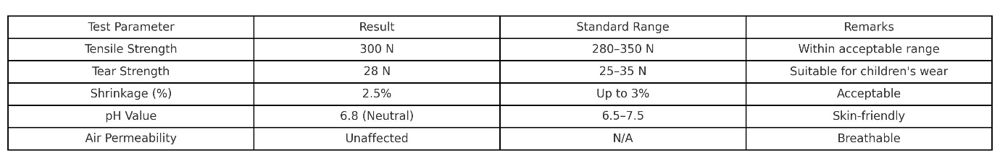 Test Parameter Result Standard Range Remarks
Tensile Strength 300 N 280–350 N Within acceptable range
Tear Strength 28 N 25–35 N Suitable for children's wear
Shrinkage (%) 2.5% Up to 3% Acceptable
pH Value 6.8 (Neutral) 6.5–7.5 Skin-friendly
Air Permeability Unaffected N/A Breathable